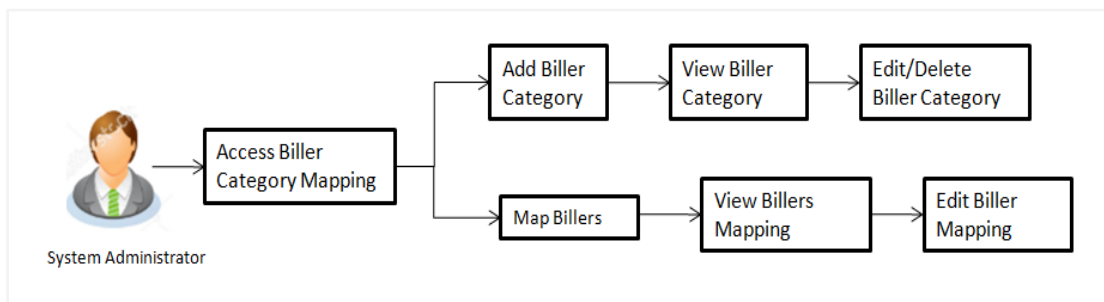 Add Biller
Category
View Biller
Category
Edit/Delete
Biller Category
Access Biller
Category Mapping
Map Billers
View Billers
Mapping
Edit Biller
Mapping
System Administrator